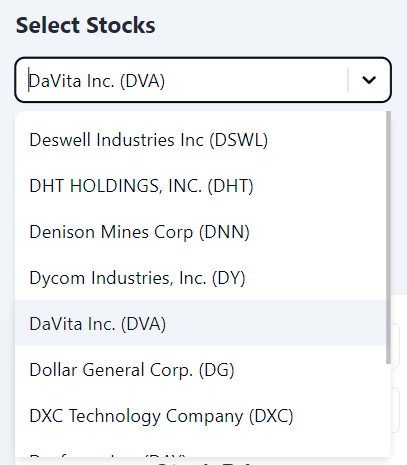 Select Stocks
DaVita Inc. (DVA)
Deswell Industries Inc (DSWL)
DHT HOLDINGS, INC. (DHT)
Denison Mines Corp (DNN)
Dycom Industries, Inc. (DY)
DaVita Inc. (DVA)
Dollar General Corp. (DG)
DXC Technology Company (DXC)